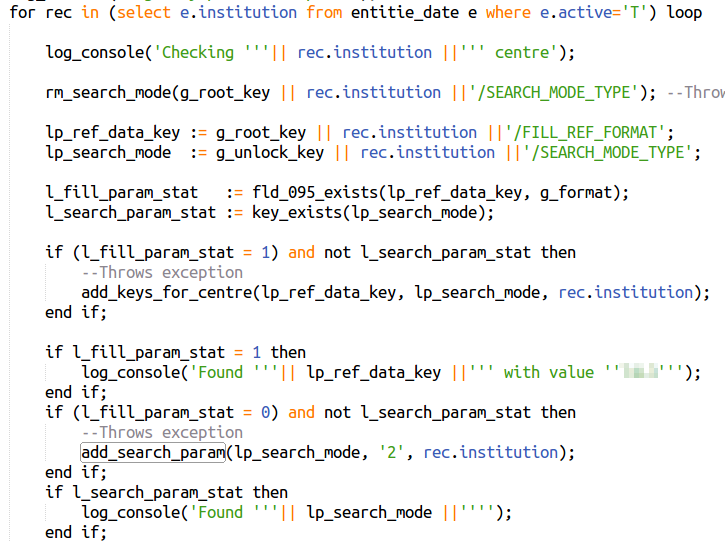 for rec in (select e.institution from entitie_date e where e.active='T') loop
log_console('Checking '''|| rec.institution ||''' centre');
rm_search_mode(g_root_key || rec.institution ||'/SEARCH_MODE_TYPE'); --Throw
lp_ref_data_key := g_root_key || rec.institution ||'/FILL_REF_FORMAT';
lp_search_mode  := g_unlock_key || rec.institution ||'/SEARCH_MODE_TYPE';
l_fill_param_stat   := fld_095_exists(lp_ref_data_key, g_format);
l_search_param_stat := key_exists(lp_search_mode);
if (l_fill_param_stat = 1) and not l_search_param_stat then
--Throws exception
add_keys_for_centre(lp_ref_data_key, lp_search_mode, rec.institution);
end if;
if l_fill_param_stat = 1 then
log_console('Found '''|| lp_ref_data_key ||''' with value '' ''');
end if;
if (l_fill_param_stat = 0) and not l_search_param_stat then
--Throws exception
add_search_param(lp_search_mode, '2', rec.institution);
end if;
if l_search_param_stat then
log_console('Found '''|| lp_search_mode ||'''');
end if;